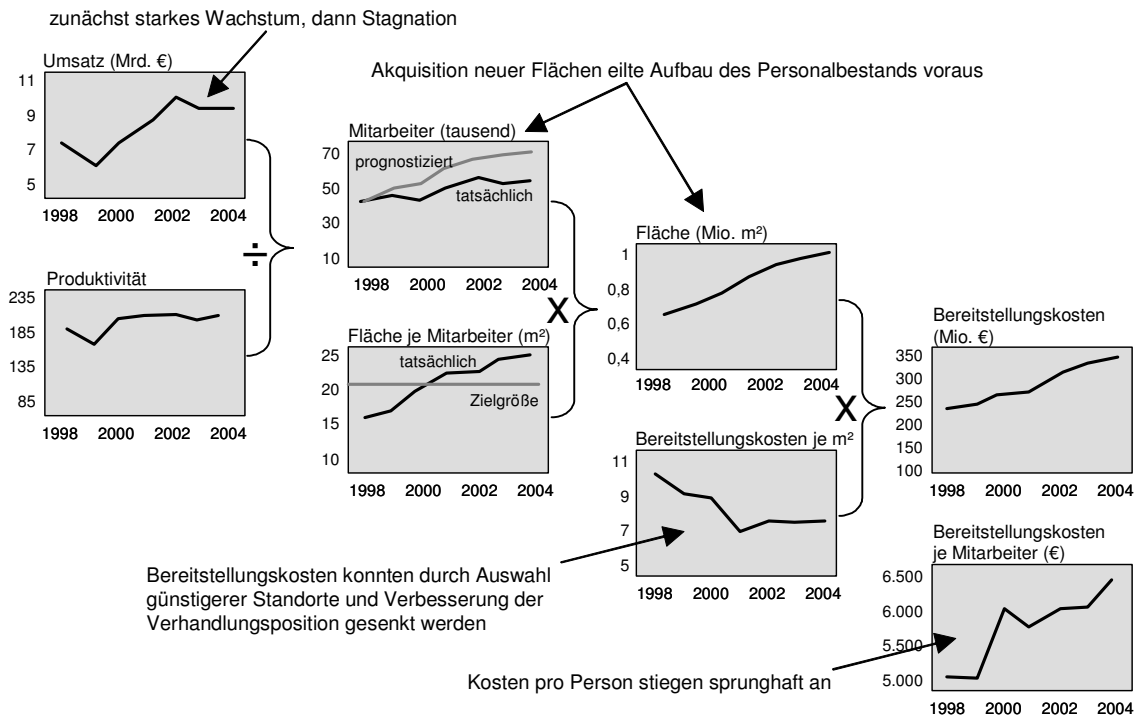 zunächst starkes Wachstum, dann Stagnation
Umsatz (Mrd. €)
11
9
7
5
1998 2000 2002 2004
÷
Produktivität
235
185
135
85
1998 2000 2002 2004
Akquisition neuer Flächen eilte Aufbau des Personalbestands voraus
Mitarbeiter (tausend)
70
50
30
10
prognostiziert
tatsächlich
1998 2000 2002 2004
X
Fläche je Mitarbeiter (m²)
25
20
15
10
tatsächlich
Zielgröße
1998 2000 2002 2004
Fläche (Mio. m²)
1
0,8
0,6
0,4
1998 2000 2002 2004
X
Bereitstellungskosten je m²
11
9
7
5
1998 2000 2002 2004
Bereitstellungskosten konnten durch Auswahl
günstigerer Standorte und Verbesserung der
Verhandlungsposition gesenkt werden
Bereitstellungskosten
(Mio. €)
350
300
250
200
150
100
1998 2000 2002 2004
Bereitstellungskosten
je Mitarbeiter (€)
6.500
6.000
5.500
5.000
1998 2000 2002 2004
Kosten pro Person stiegen sprunghaft an